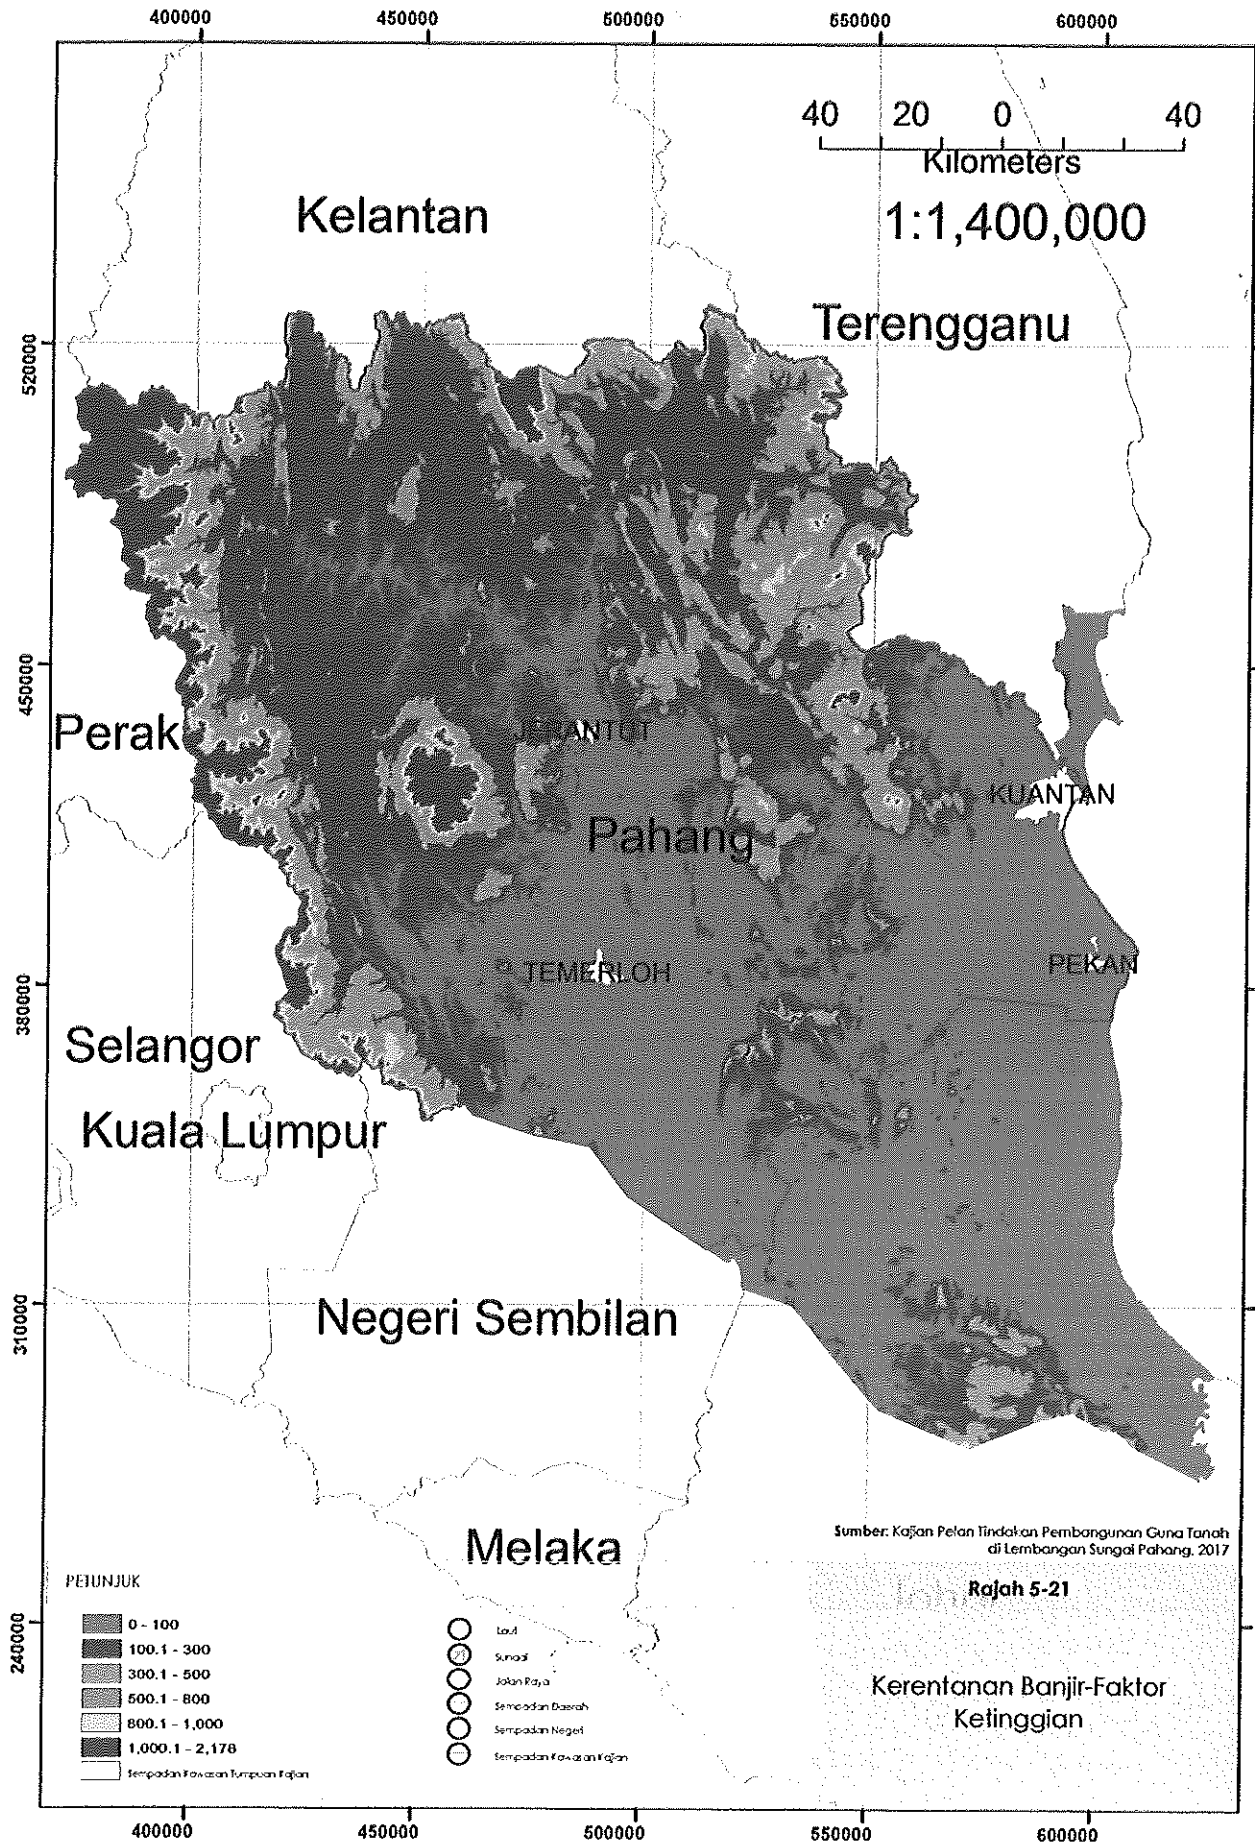 400000 450000 500000 550000 600000
40 20 0 40
Kilometers
1:1,400,000
Kelantan
Terengganu
520000
450000
Perak
JERANTUT
KUANTAN
Pahang
TEMERLOH
PEKAN
380000
Selangor
Kuala Lumpur
310000
Negeri Sembilan
Melaka
Sumber: Kajian Pelan Tindakan Pembangunan Guna Tanah
di Lembangan Sungai Pahang, 2017
Rajah 5-21
Kerentanan Banjir-Faktor
Ketinggian
240000
PETUNJUK
0 - 100
100.1 - 300
300.1 - 500
500.1 - 800
800.1 - 1,000
1,000.1 - 2,178
Sempadan Kawasan Tumpuan Kajian
Laut
Sungai
Jalan Raya
Sempadan Daerah
Sempadan Negeri
Sempadan Kawasan Kajian
400000 450000 500000 550000 600000